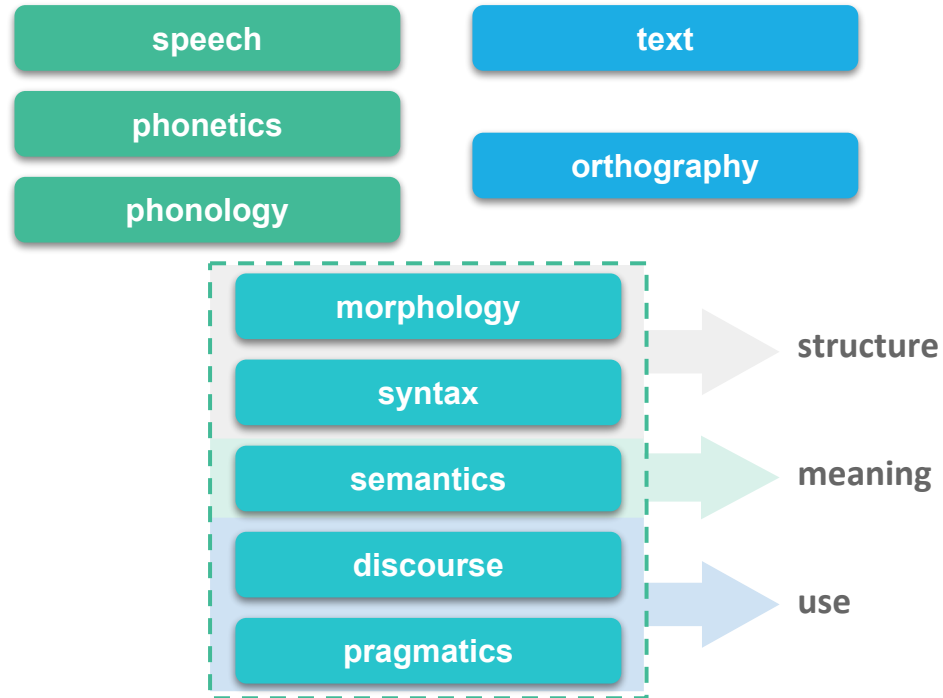 speech
text
phonetics
orthography
phonology
morphology
structure
syntax
semantics
meaning
discourse
use
pragmatics